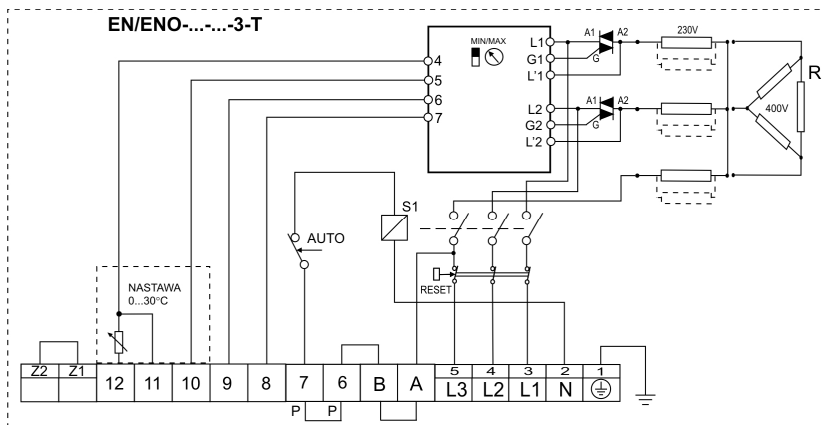 EN/ENO-...-...-3-T
MIN/MAX
4
5
6
7
L1
G1
L'1
L2
G2
L'2
A1
A2
G
A1
A2
G
230V
400V
R
S1
AUTO
RESET
NASTAWA
0...30°C
Z2 Z1 12 11 10 9 8 7 6 B A
5 4 3 2 1
L3 L2 L1 N
P P